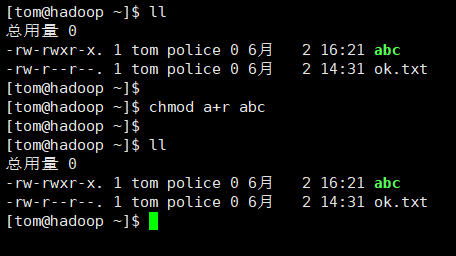 [tom@hadoop ~]$ ll
总用量 0
-rw-rwxr-x. 1 tom police 0 6月   2 16:21 abc
-rw-r--r--. 1 tom police 0 6月   2 14:31 ok.txt
[tom@hadoop ~]$
[tom@hadoop ~]$ chmod a+r abc
[tom@hadoop ~]$
[tom@hadoop ~]$ ll
总用量 0
-rw-rwxr-x. 1 tom police 0 6月   2 16:21 abc
-rw-r--r--. 1 tom police 0 6月   2 14:31 ok.txt
[tom@hadoop ~]$